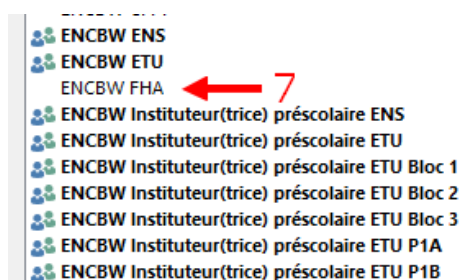 ENCBW ENS
ENCBW ETU
ENCBW FHA 7
ENCBW Instituteur(trice) préscolaire ENS
ENCBW Instituteur(trice) préscolaire ETU
ENCBW Instituteur(trice) préscolaire ETU Bloc 1
ENCBW Instituteur(trice) préscolaire ETU Bloc 2
ENCBW Instituteur(trice) préscolaire ETU Bloc 3
ENCBW Instituteur(trice) préscolaire ETU P1A
ENCBW Instituteur(trice) préscolaire ETU P1B